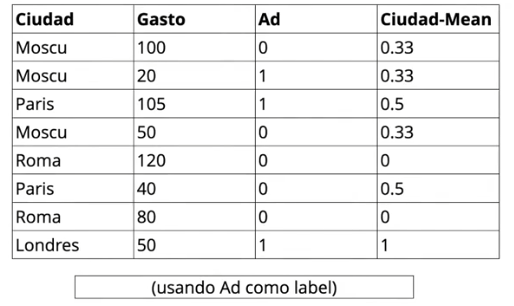 Ciudad Gasto Ad Ciudad-Mean
Moscu 100 0 0.33
Moscu 20 1 0.33
Paris 105 1 0.5
Moscu 50 0 0.33
Roma 120 0 0
Paris 40 0 0.5
Roma 80 0 0
Londres 50 1 1
(usando Ad como label)